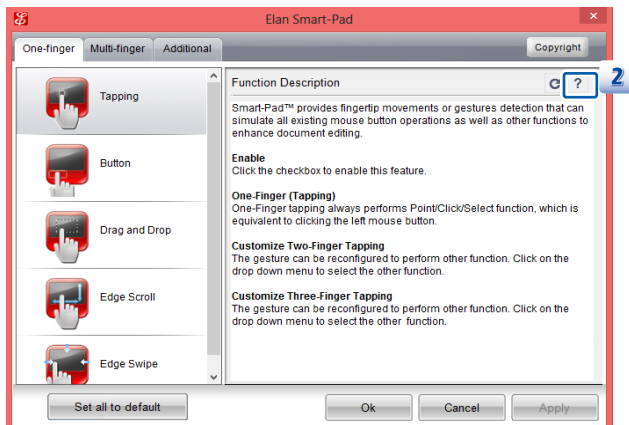 Elan Smart-Pad
One-finger Multi-finger Additional Copyright
Tapping
Button
Drag and Drop
Edge Scroll
Edge Swipe
Function Description ?
2
Smart-Pad™ provides fingertip movements or gestures detection that can
simulate all existing mouse button operations as well as other functions to
enhance document editing.
Enable
Click the checkbox to enable this feature.
One-Finger (Tapping)
One-Finger tapping always performs Point/Click/Select function, which is
equivalent to clicking the left mouse button.
Customize Two-Finger Tapping
The gesture can be reconfigured to perform other function. Click on the
drop down menu to select the other function.
Customize Three-Finger Tapping
The gesture can be reconfigured to perform other function. Click on the
drop down menu to select the other function.
Set all to default Ok Cancel Apply